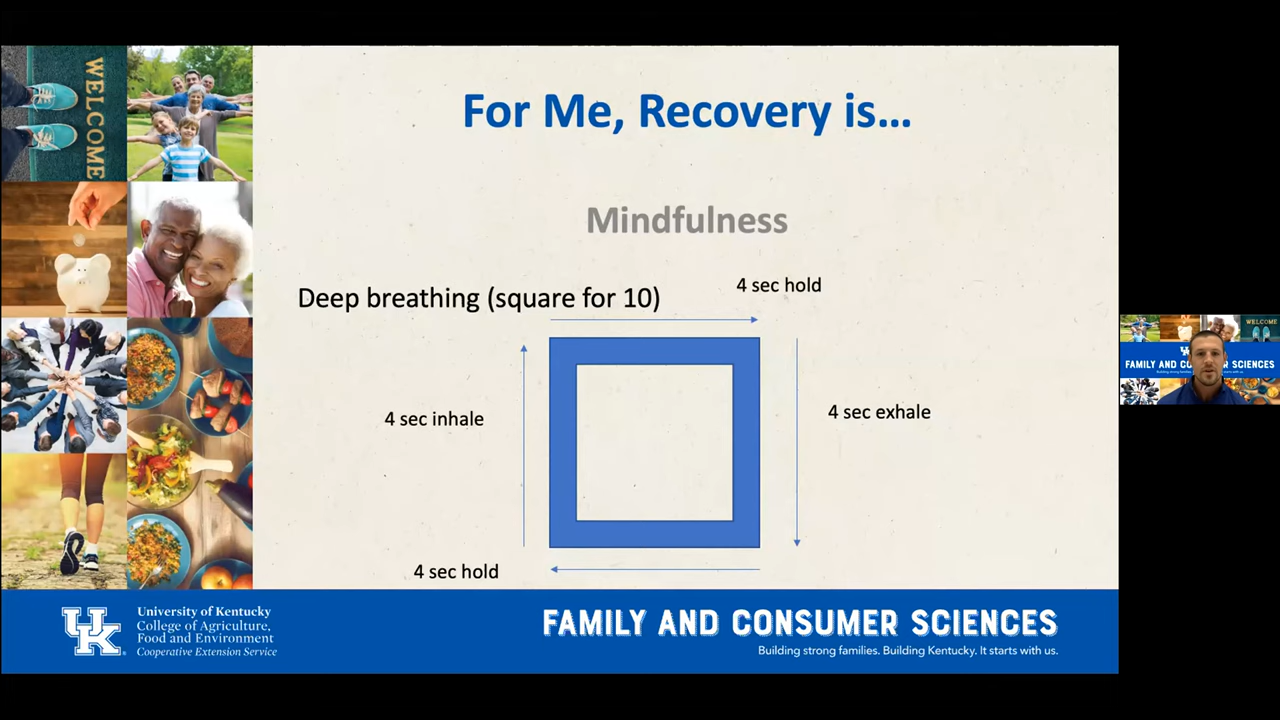 WELCOME
For Me, Recovery is...
Mindfulness
Deep breathing (square for 10)
4 sec hold
4 sec inhale
4 sec exhale
4 sec hold
UK
University of Kentucky
College of Agriculture,
Food and Environment
Cooperative Extension Service
FAMILY AND CONSUMER SCIENCES
Building strong families. Building Kentucky. It starts with us.
WELCOME
FAMILY AND CONSUMER SCIENCES